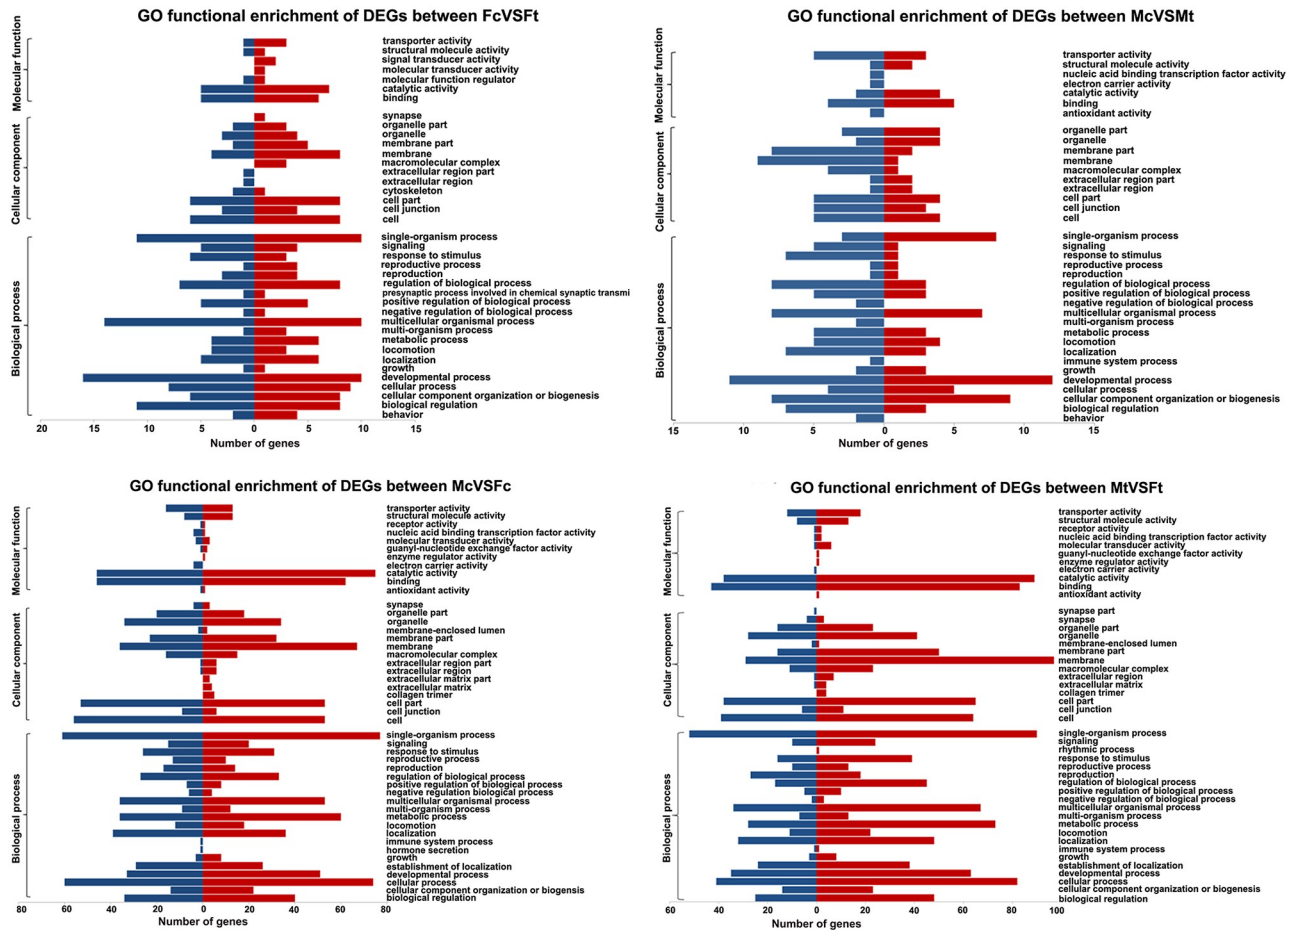 GO functional enrichment of DEGs between FcVSFt
Molecular function
transporter activity
structural molecule activity
signal transducer activity
molecular transducer activity
molecular function regulator
catalytic activity
binding
Cellular component
synapse
organelle part
organelle
membrane part
membrane
macromolecular complex
extracellular region part
extracellular region
cytoskeleton
cell part
cell junction
cell
Biological process
single-organism process
signaling
response to stimulus
reproductive process
reproduction
regulation of biological process
presynaptic process involved in chemical synaptic transmi
positive regulation of biological process
negative regulation of biological process
multicellular organismal process
multi-organism process
metabolic process
locomotion
localization
growth
developmental process
cellular process
cellular component organization or biogenesis
biological regulation
behavior
20 15 10 5 0 5 10 15
Number of genes
GO functional enrichment of DEGs between McVSMt
Molecular function
transporter activity
structural molecule activity
nucleic acid binding transcription factor activity
electron carrier activity
catalytic activity
binding
antioxidant activity
Cellular component
organelle part
organelle
membrane part
membrane
macromolecular complex
extracellular region part
extracellular region
cell part
cell junction
cell
Biological process
single-organism process
signaling
response to stimulus
reproductive process
reproduction
regulation of biological process
positive regulation of biological process
negative regulation of biological process
multicellular organismal process
multi-organism process
metabolic process
locomotion
localization
immune system process
growth
developmental process
cellular process
cellular component organization or biogenesis
biological regulation
behavior
15 10 5 0 5 10 15
Number of genes
GO functional enrichment of DEGs between McVSFc
Molecular function
transporter activity
structural molecule activity
receptor activity
nucleic acid binding transcription factor activity
molecular transducer activity
guanyl-nucleotide exchange factor activity
enzyme regulator activity
electron carrier activity
catalytic activity
binding
antioxidant activity
Cellular component
synapse
organelle part
organelle
membrane-enclosed lumen
membrane part
membrane
macromolecular complex
extracellular region part
extracellular region
extracellular matrix part
extracellular matrix
collagen trimer
cell part
cell junction
cell
Biological process
single-organism process
signaling
response to stimulus
reproductive process
reproduction
regulation of biological process
positive regulation of biological process
negative regulation biological process
multicellular organismal process
multi-organism process
metabolic process
locomotion
localization
immune system process
hormone secretion
growth
establishment of localization
developmental process
cellular process
cellular component organization or biogenisis
biological regulation
80 60 40 20 0 20 40 60 80
Number of genes
GO functional enrichment of DEGs between MtVSFt
Molecular function
transporter activity
structural molecule activity
receptor activity
nucleic acid binding transcription factor activity
molecular transducer activity
guanyl-nucleotide exchange factor activity
enzyme regulator activity
electron carrier activity
catalytic activity
binding
antioxidant activity
Cellular component
synapse part
synapse
organelle part
organelle
membrane-enclosed lumen
membrane part
membrane
macromolecular complex
extracellular region
extracellular matrix
collagen trimer
cell part
cell junction
cell
Biological process
single-organism process
signaling
rhythmic process
response to stimulus
reproductive process
reproduction
regulation of biological process
positive regulation of biological process
negative regulation of biological process
multicellular organismal process
multi-organism process
metabolic process
locomotion
localization
immune system process
growth
establishment of localization
developmental process
cellular process
cellular component organization or biogenesis
biological regulation
60 40 20 0 20 40 60 80 100
Number of genes